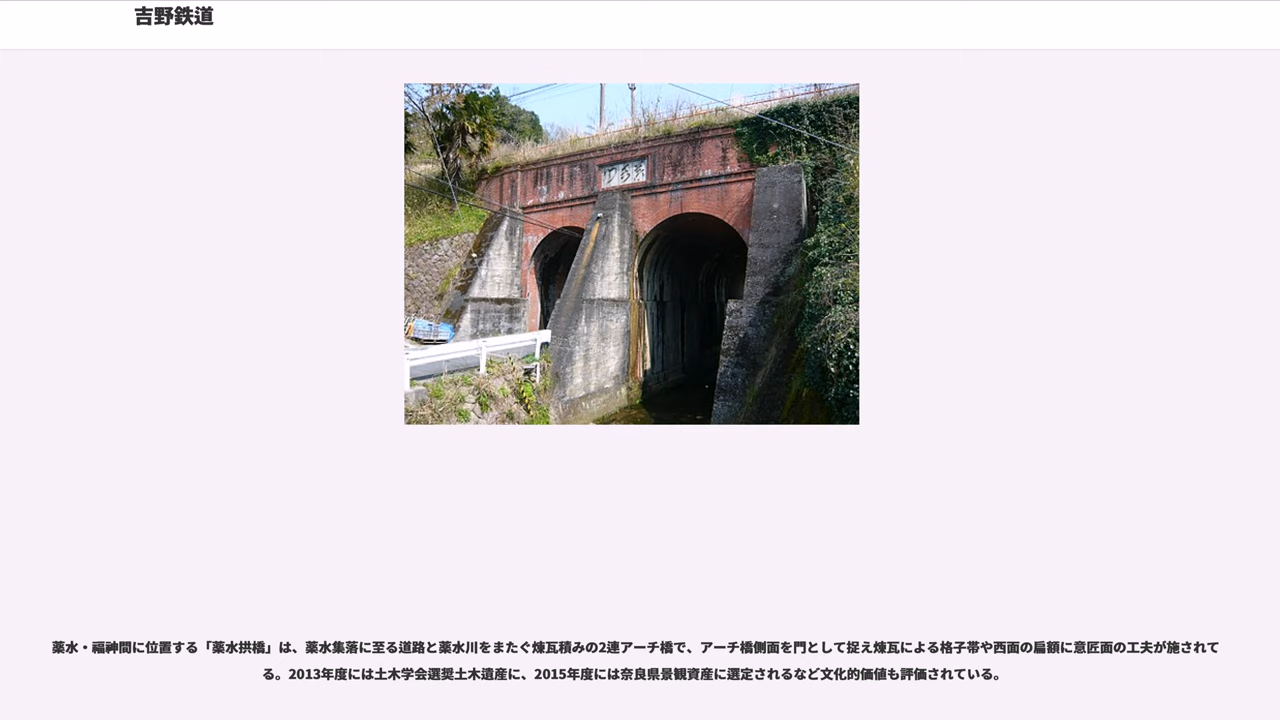 吉野鉄道
薬水・福神間に位置する「薬水拱橋」は、薬水集落に至る道路と薬水川をまたぐ煉瓦積みの2連アーチ橋で、アーチ橋側面を門として捉え煉瓦による格子帯や西面の扁額に意匠面の工夫が施されて
る。2013年度には土木学会選奨土木遺産に、2015年度には奈良県景観資産に選定されるなど文化的価値も評価されている。